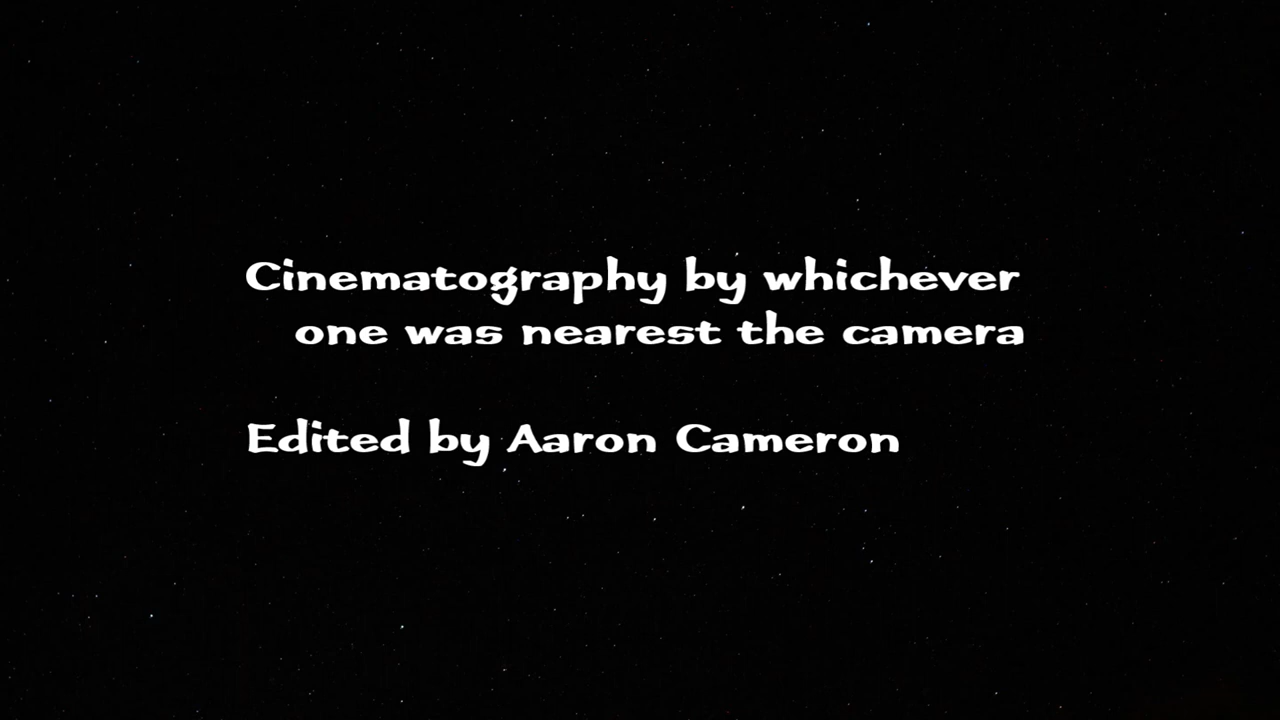 Cinematography by whichever
one was nearest the camera
Edited by Aaron Cameron